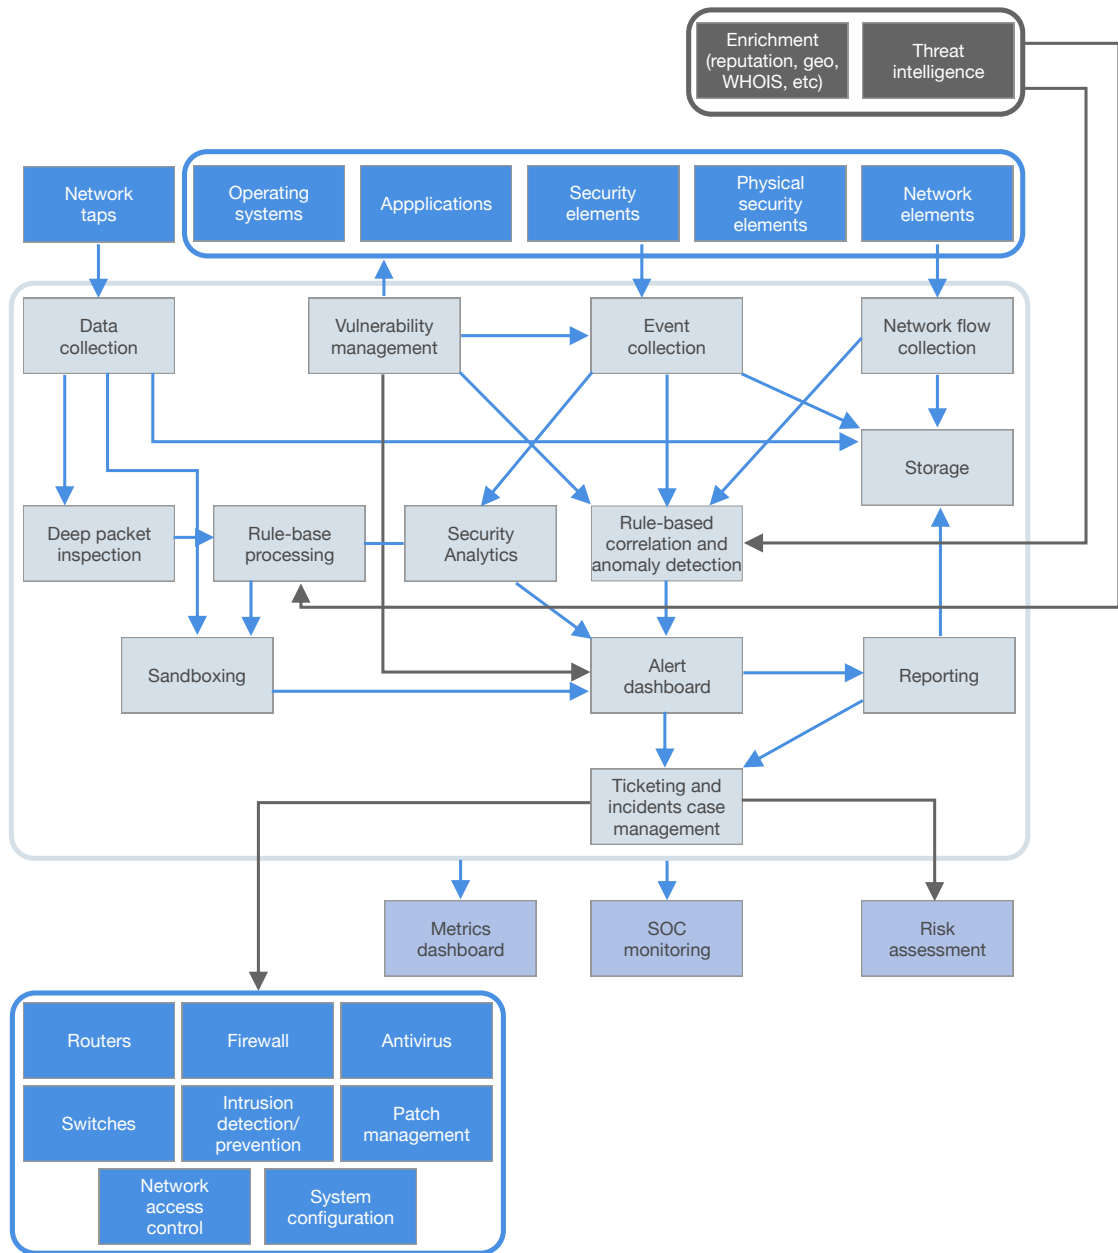 Enrichment
(reputation, geo,
WHOIS, etc)
Threat
intelligence
Network
taps
Operating
systems
Appplications
Security
elements
Physical
security
elements
Network
elements
Data
collection
Vulnerability
management
Event
collection
Network flow
collection
Storage
Deep packet
inspection
Rule-base
processing
Security
Analytics
Rule-based
correlation and
anomaly detection
Sandboxing
Alert
dashboard
Reporting
Ticketing and
incidents case
management
Metrics
dashboard
SOC
monitoring
Risk
assessment
Routers
Firewall
Antivirus
Switches
Intrusion
detection/
prevention
Patch
management
Network
access
control
System
configuration